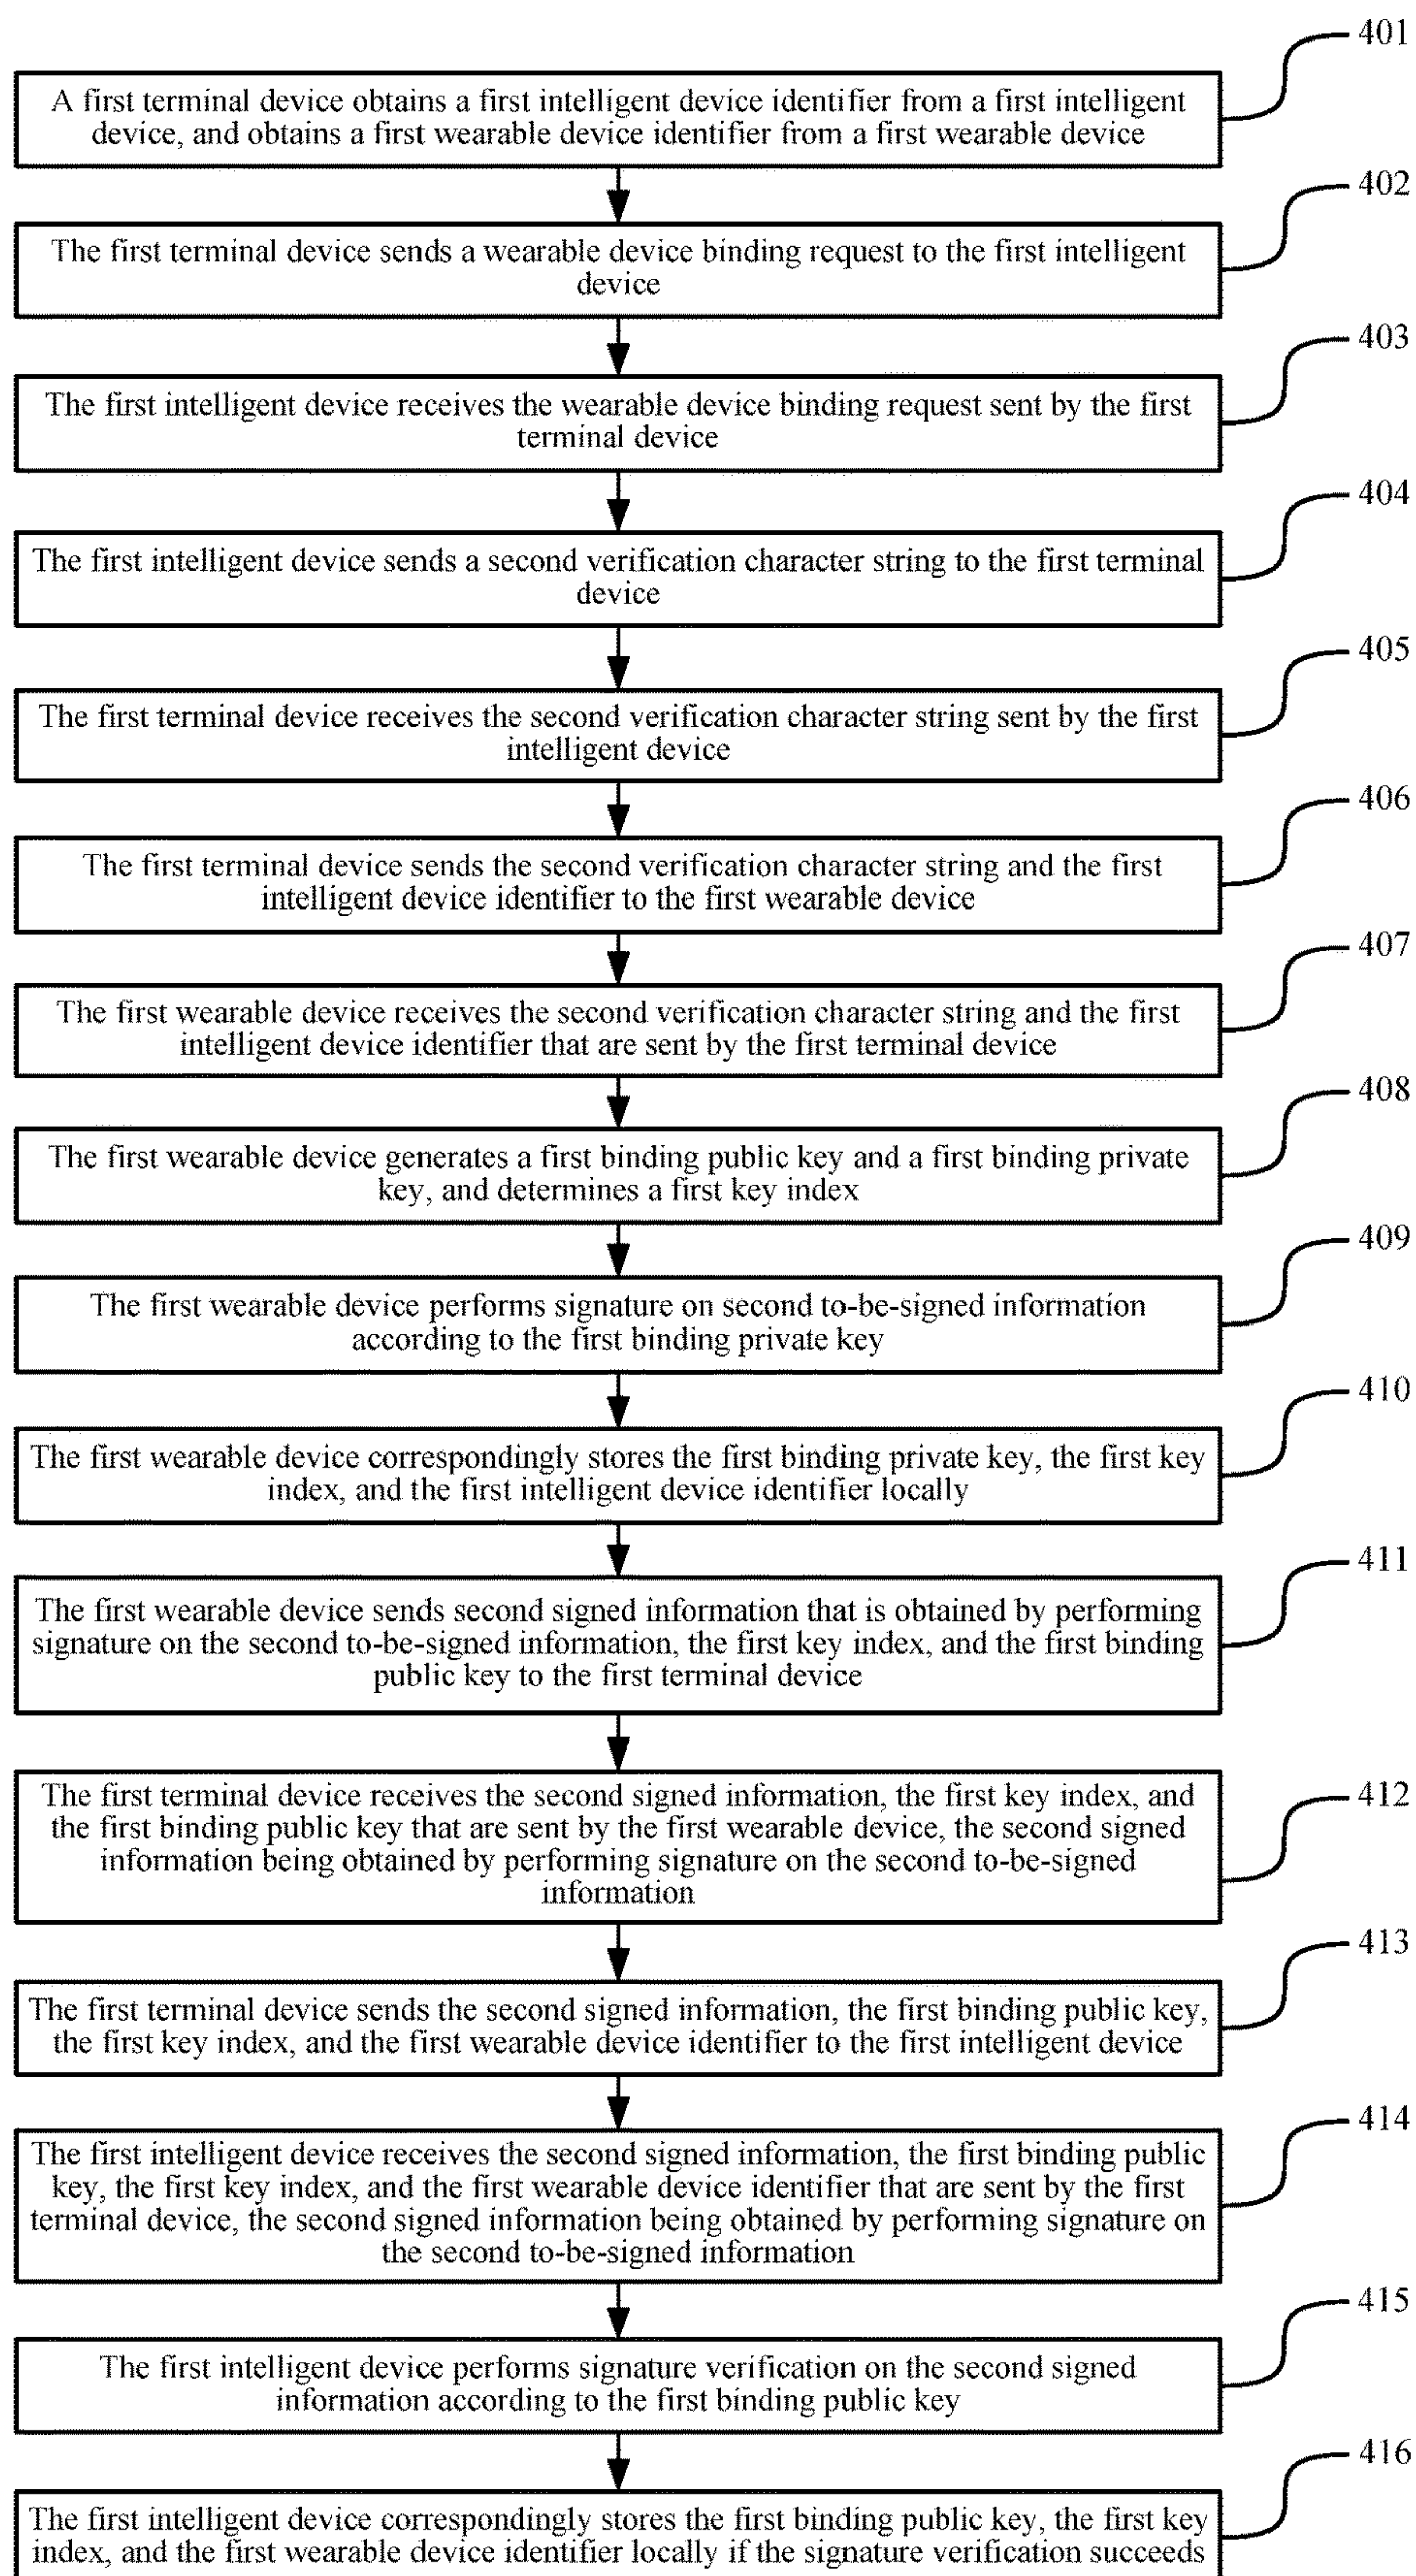 401
A first terminal device obtains a first intelligent device identifier from a first intelligent
device, and obtains a first wearable device identifier from a first wearable device
402
The first terminal device sends a wearable device binding request to the first intelligent
device
403
The first intelligent device receives the wearable device binding request sent by the first
terminal device
404
The first intelligent device sends a second verification character string to the first terminal
device
405
The first terminal device receives the second verification character string sent by the first
intelligent device
406
The first terminal device sends the second verification character string and the first
intelligent device identifier to the first wearable device
407
The first wearable device receives the second verification character string and the first
intelligent device identifier that are sent by the first terminal device
408
The first wearable device generates a first binding public key and a first binding private
key, and determines a first key index
409
The first wearable device performs signature on second to-be-signed information
according to the first binding private key
410
The first wearable device correspondingly stores the first binding private key, the first key
index, and the first intelligent device identifier locally
411
The first wearable device sends second signed information that is obtained by performing
signature on the second to-be-signed information, the first key index, and the first binding
public key to the first terminal device
412
The first terminal device receives the second signed information, the first key index, and
the first binding public key that are sent by the first wearable device, the second signed
information being obtained by performing signature on the second to-be-signed
information
413
The first terminal device sends the second signed information, the first binding public key,
the first key index, and the first wearable device identifier to the first intelligent device
414
The first intelligent device receives the second signed information, the first binding public
key, the first key index, and the first wearable device identifier that are sent by the first
terminal device, the second signed information being obtained by performing signature on
the second to-be-signed information
415
The first intelligent device performs signature verification on the second signed
information according to the first binding public key
416
The first intelligent device correspondingly stores the first binding public key, the first key
index, and the first wearable device identifier locally if the signature verification succeeds